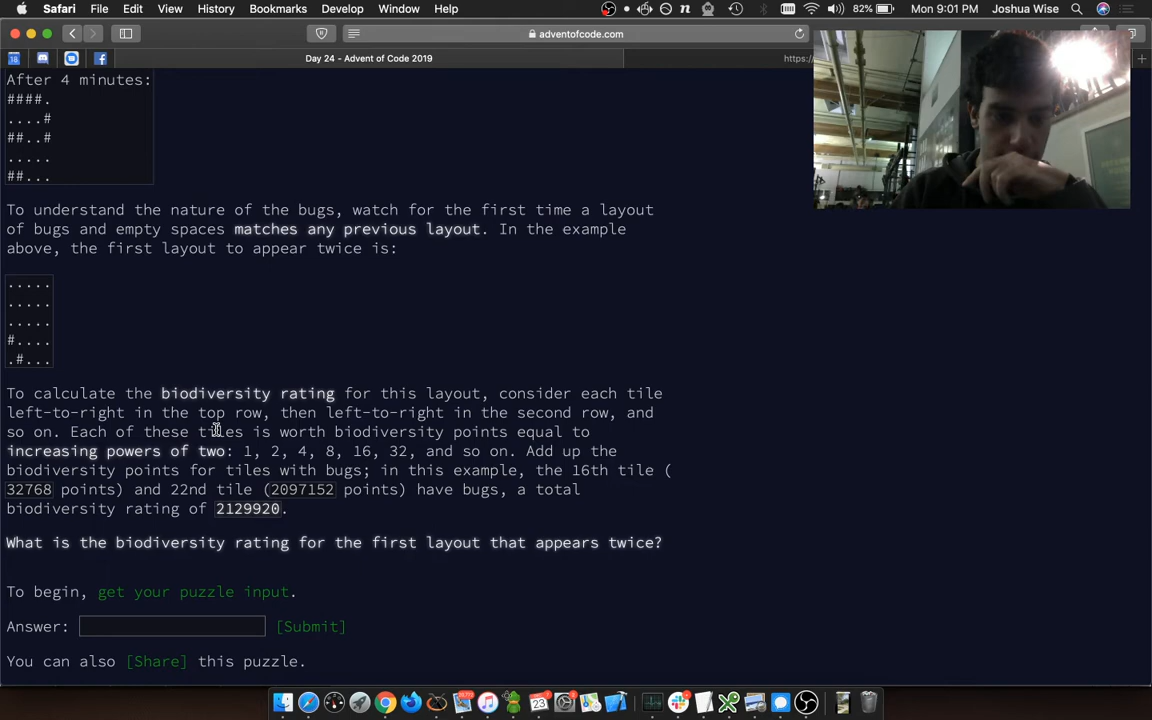 Safari File Edit View History Bookmarks Develop Window Help 82% Mon 9:01 PM Joshua Wise
adventofcode.com
Day 24 - Advent of Code 2019 https:/
After 4 minutes:
####.
....#
##..#
.....
##...
To understand the nature of the bugs, watch for the first time a layout
of bugs and empty spaces matches any previous layout. In the example
above, the first layout to appear twice is:
.....
.....
.....
#....
.#...
To calculate the biodiversity rating for this layout, consider each tile
left-to-right in the top row, then left-to-right in the second row, and
so on. Each of these tiles is worth biodiversity points equal to
increasing powers of two: 1, 2, 4, 8, 16, 32, and so on. Add up the
biodiversity points for tiles with bugs; in this example, the 16th tile (
32768 points) and 22nd tile (2097152 points) have bugs, a total
biodiversity rating of 2129920.
What is the biodiversity rating for the first layout that appears twice?
To begin, get your puzzle input.
Answer: [Submit]
You can also [Share] this puzzle.
23